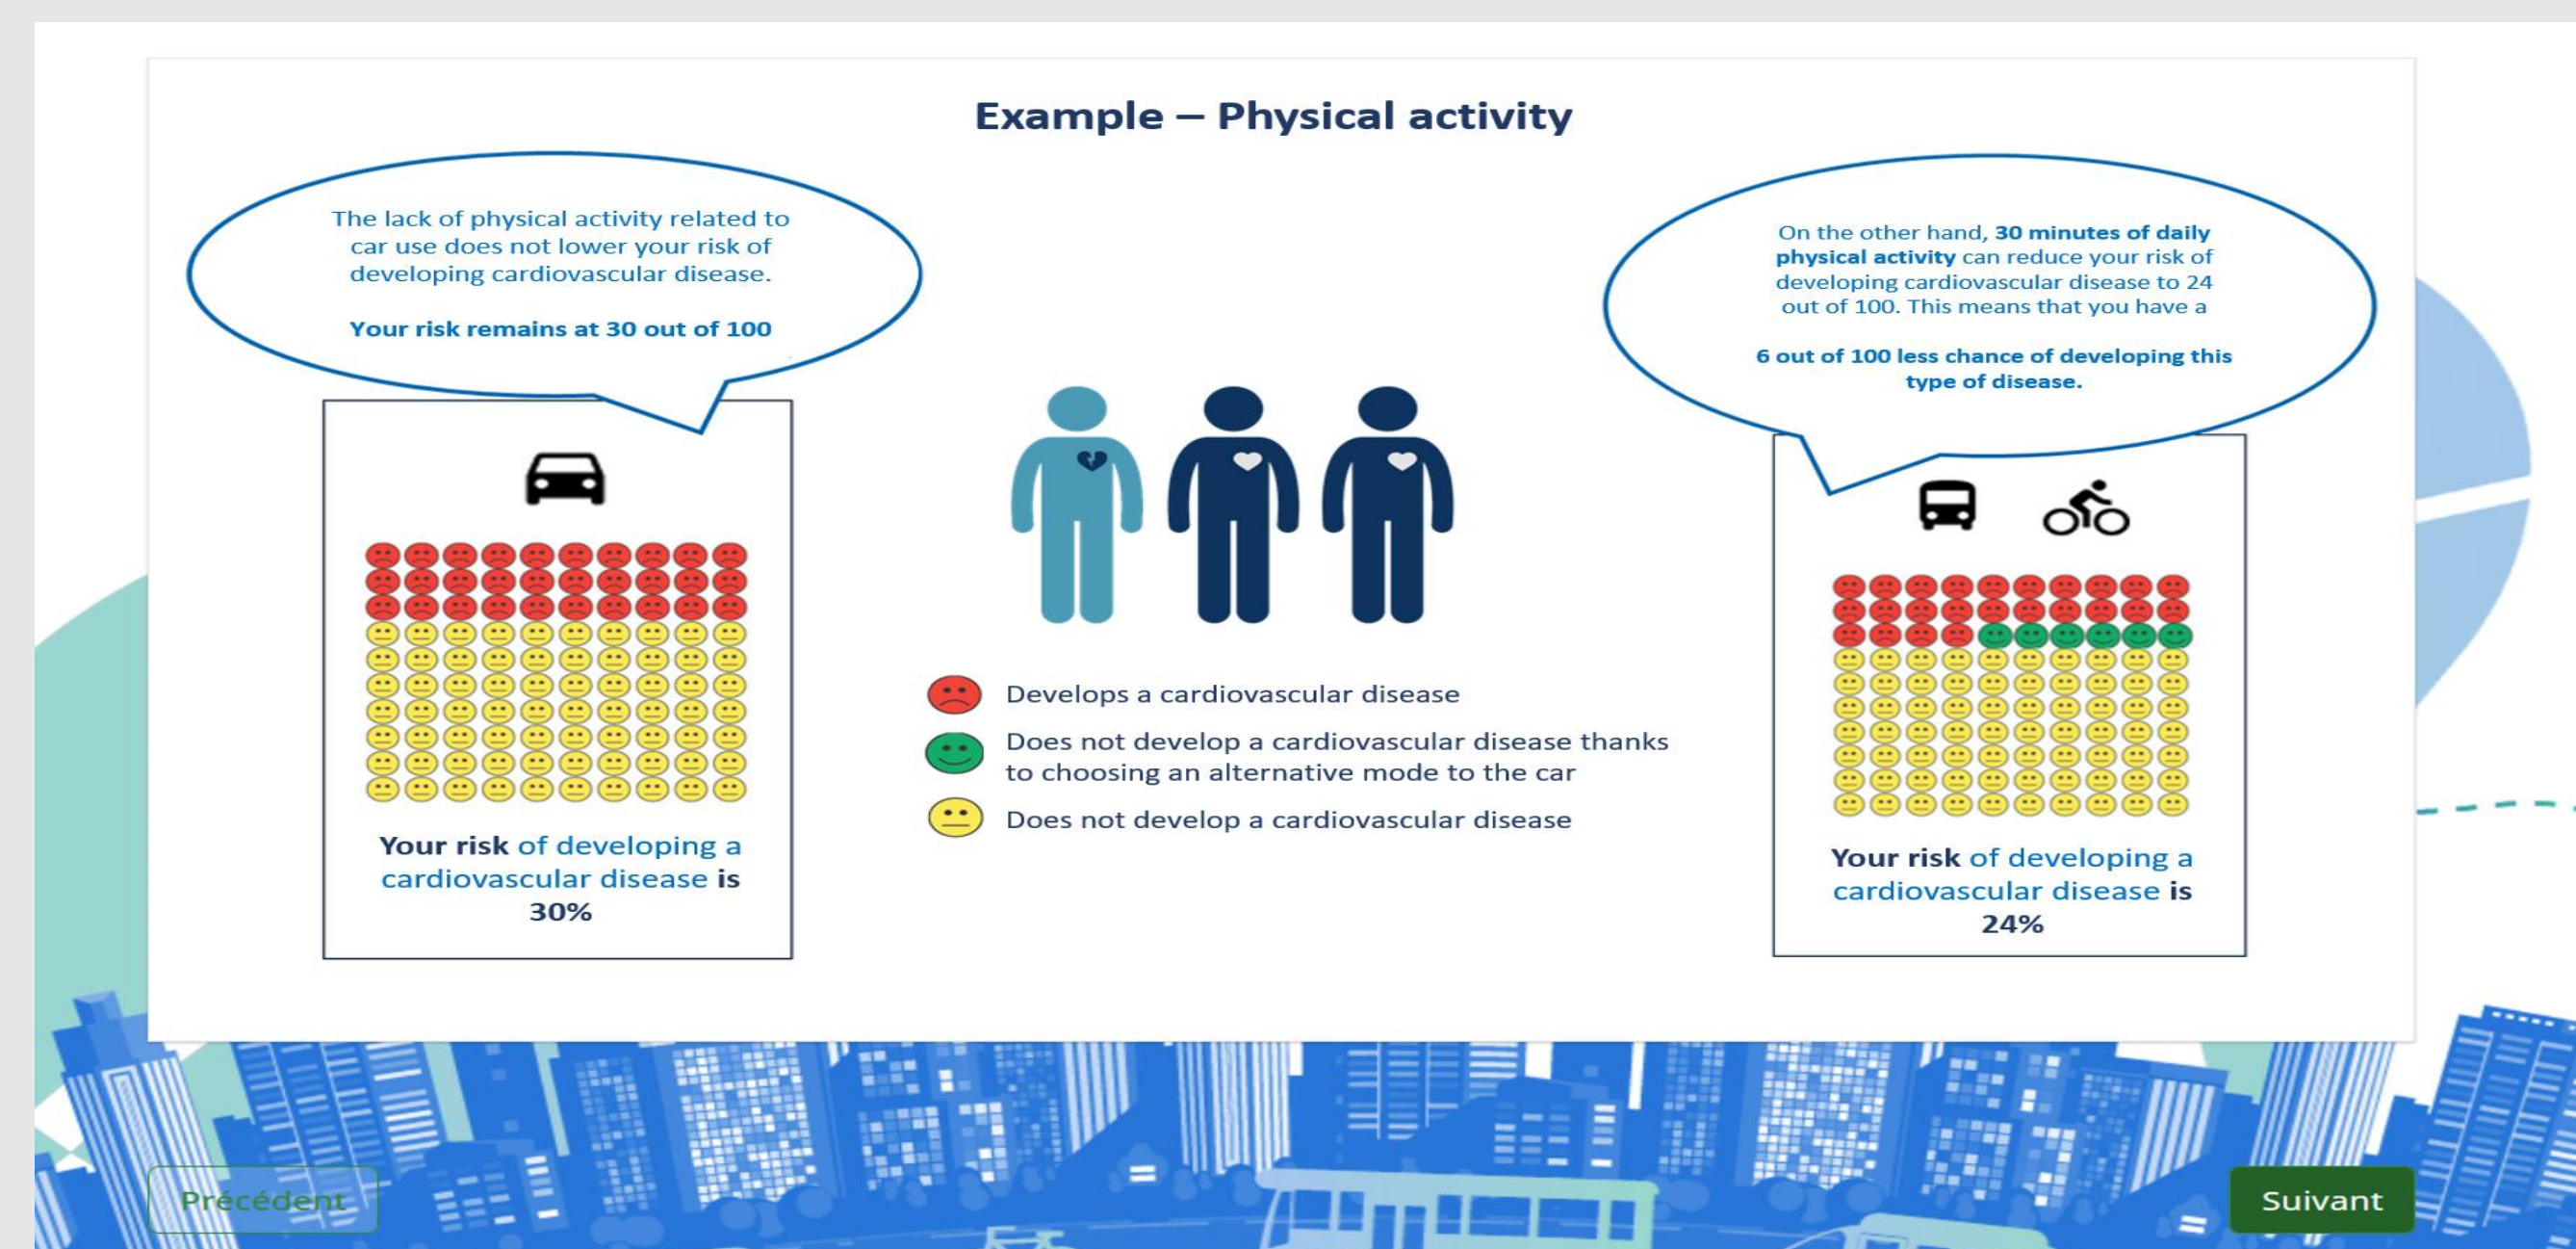 Example – Physical activity
The lack of physical activity related to
car use does not lower your risk of
developing cardiovascular disease.
Your risk remains at 30 out of 100
On the other hand, 30 minutes of daily
physical activity can reduce your risk of
developing cardiovascular disease to 24
out of 100. This means that you have a
6 out of 100 less chance of developing this
type of disease.
Develops a cardiovascular disease
Does not develop a cardiovascular disease thanks
to choosing an alternative mode to the car
Does not develop a cardiovascular disease
Your risk of developing a
cardiovascular disease is
30%
Your risk of developing a
cardiovascular disease is
24%
Précédent
Suivant